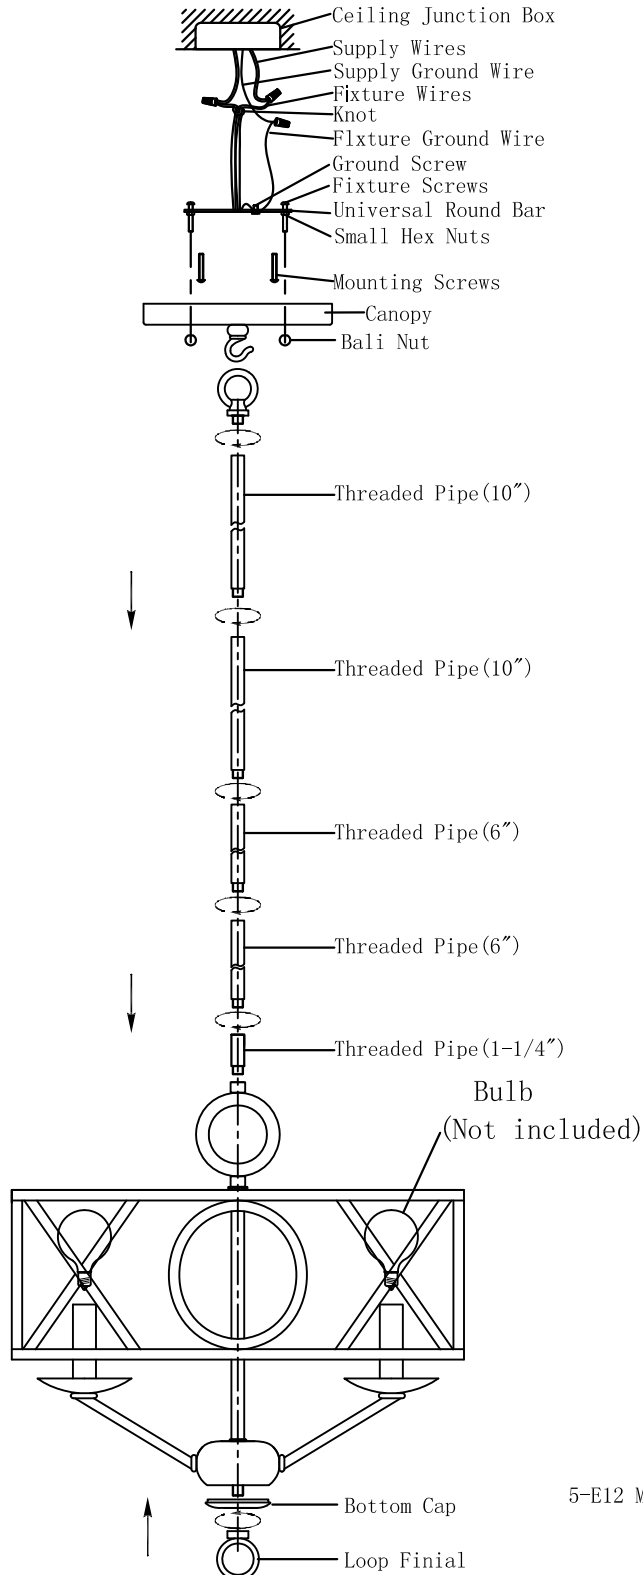 Ceiling Junction Box
Supply Wires
Supply Ground Wire
Fixture Wires
Knot
Flxture Ground Wire
Ground Screw
Fixture Screws
Universal Round Bar
Small Hex Nuts
Mounting Screws
Canopy
Bali Nut
Threaded Pipe(10″)
Threaded Pipe(10″)
Threaded Pipe(6″)
Threaded Pipe(6″)
Threaded Pipe(1-1/4″)
Bulb
(Not included)
5-E12 M
Bottom Cap
Loop Finial